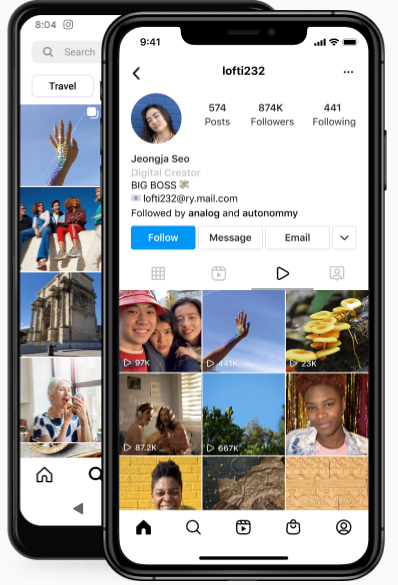 8:04
Search
Travel
9:41
lofti232
574 874K 441
Posts Followers Following
Jeongja Seo
Digital Creator
BIG BOSS 💸
📧 lofti232@ry.mail.com
Followed by analog and autonommy
Follow Message Email
97K 441K 23K
87.2K 667K